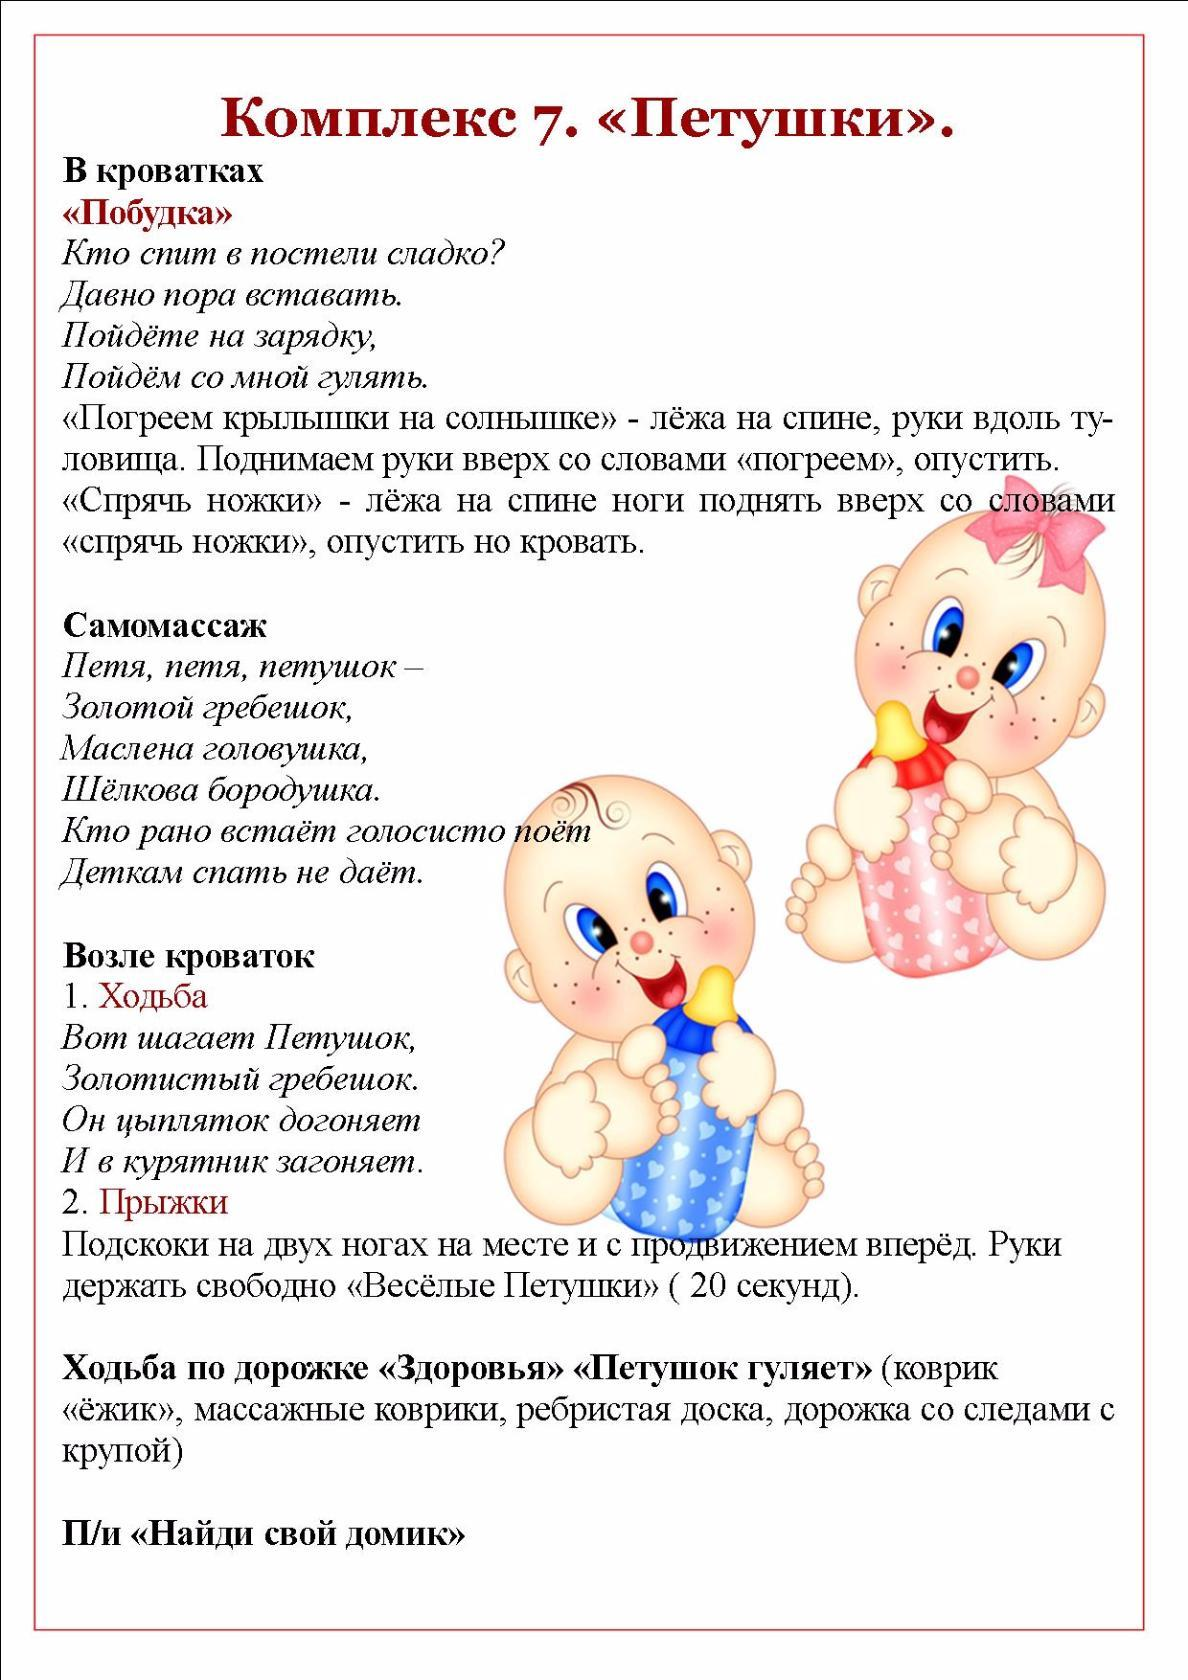 Комплекс 7. «Петушки».
В кроватках
«Побудка»
Кто спит в постели сладко?
Давно пора вставать.
Пойдёте на зарядку,
Пойдём со мной гулять.
«Погреем крылышки на солнышке» - лёжа на спине, руки вдоль ту-
ловища. Поднимаем руки вверх со словами «погреем», опустить.
«Спрячь ножки» - лёжа на спине ноги поднять вверх со словами
«спрячь ножки», опустить но кровать.
Самомассаж
Петя, петя, петушок –
Золотой гребешок,
Маслена головушка,
Шёлкова бородушка.
Кто рано встаёт голосисто поёт
Деткам спать не даёт.
Возле кроваток
1. Ходьба
Вот шагает Петушок,
Золотистый гребешок.
Он цыпляток догоняет
И в курятник загоняет.
2. Прыжки
Подскоки на двух ногах на месте и с продвижением вперёд. Руки
держать свободно «Весёлые Петушки» ( 20 секунд).
Ходьба по дорожке «Здоровья» «Петушок гуляет» (коврик
«ёжик», массажные коврики, ребристая доска, дорожка со следами с
крупой)
П/и «Найди свой домик»